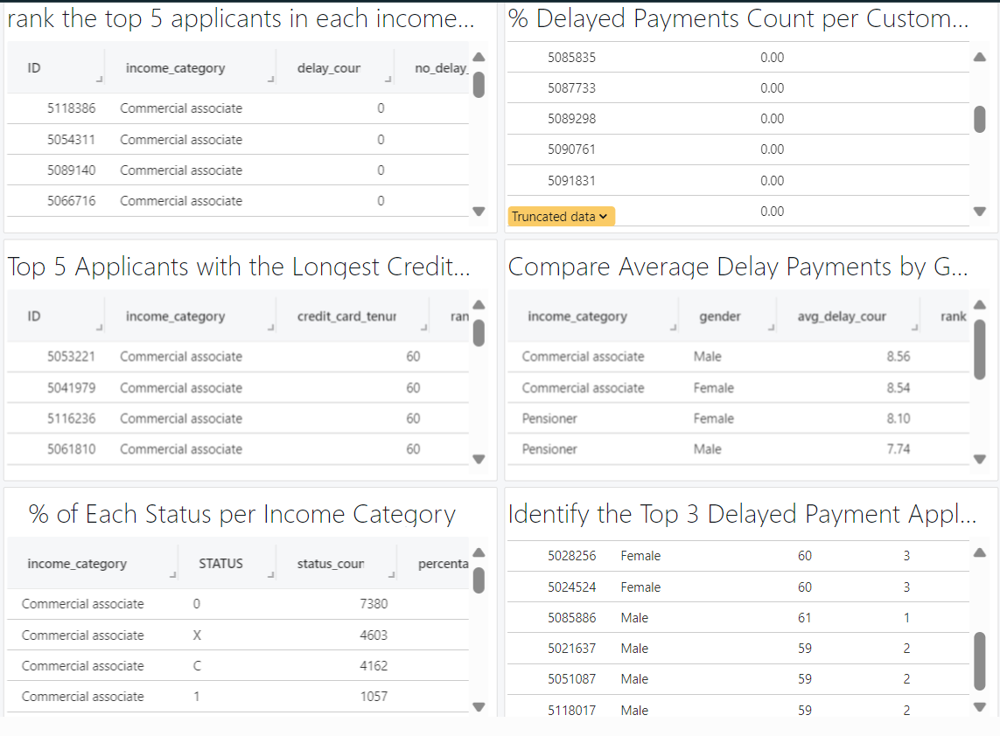 rank the top 5 applicants in each income...
ID income_category delay_cour no_delay_
5118386 Commercial associate 0
5054311 Commercial associate 0
5089140 Commercial associate 0
5066716 Commercial associate 0
% Delayed Payments Count per Custom...
5085835 0.00
5087733 0.00
5089298 0.00
5090761 0.00
5091831 0.00
0.00
Truncated data
Top 5 Applicants with the Longest Credit...
ID income_category credit_card_tenur ran
5053221 Commercial associate 60
5041979 Commercial associate 60
5116236 Commercial associate 60
5061810 Commercial associate 60
Compare Average Delay Payments by G...
income_category gender avg_delay_cour rank
Commercial associate Male 8.56
Commercial associate Female 8.54
Pensioner Female 8.10
Pensioner Male 7.74
% of Each Status per Income Category
income_category STATUS status_cour percenta
Commercial associate 0 7380
Commercial associate X 4603
Commercial associate C 4162
Commercial associate 1 1057
Identify the Top 3 Delayed Payment Appl...
5028256 Female 60 3
5024524 Female 60 3
5085886 Male 61 1
5021637 Male 59 2
5051087 Male 59 2
5118017 Male 59 2